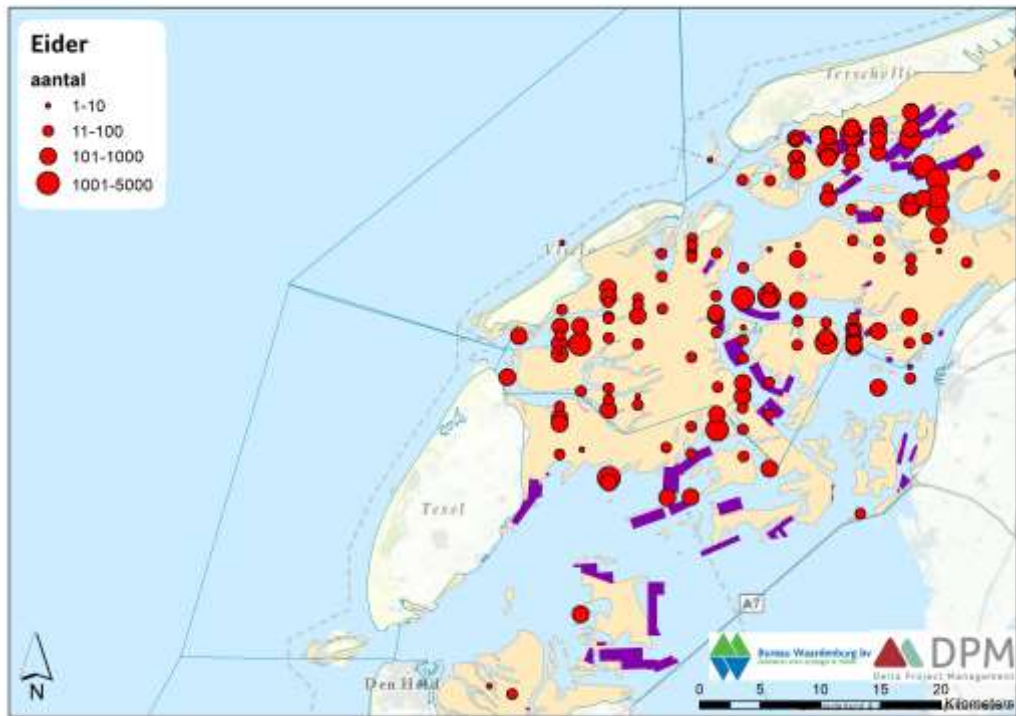 Eider
aantal
1-10
11-100
101-1000
1001-5000
Terschelli
Texel
A7
Den Held
Bureau Waardenburg bv
DPM
Delta Project Management
N
0 5 10 15 20
Kilometers